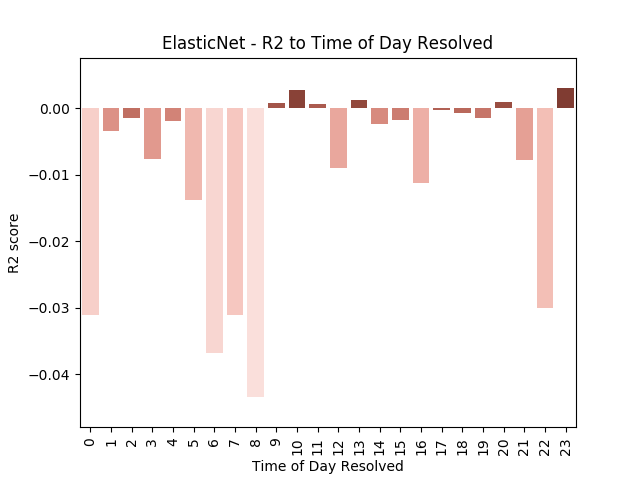 ElasticNet - R2 to Time of Day Resolved
0.00
−0.01
−0.02
−0.03
−0.04
R2 score
0 1 2 3 4 5 6 7 8 9 10 11 12 13 14 15 16 17 18 19 20 21 22 23
Time of Day Resolved